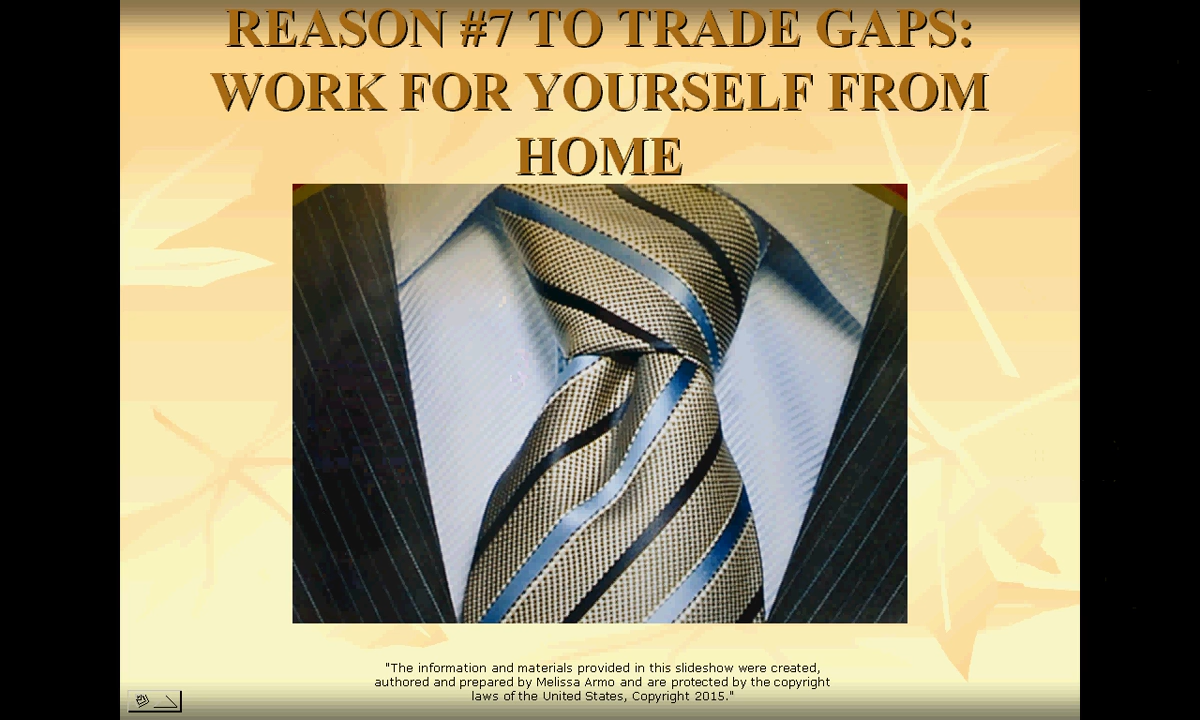 REASON #7 TO TRADE GAPS:
WORK FOR YOURSELF FROM
HOME
"The information and materials provided in this slideshow were created,
authored and prepared by Melissa Armo and are protected by the copyright
laws of the United States, Copyright 2015."